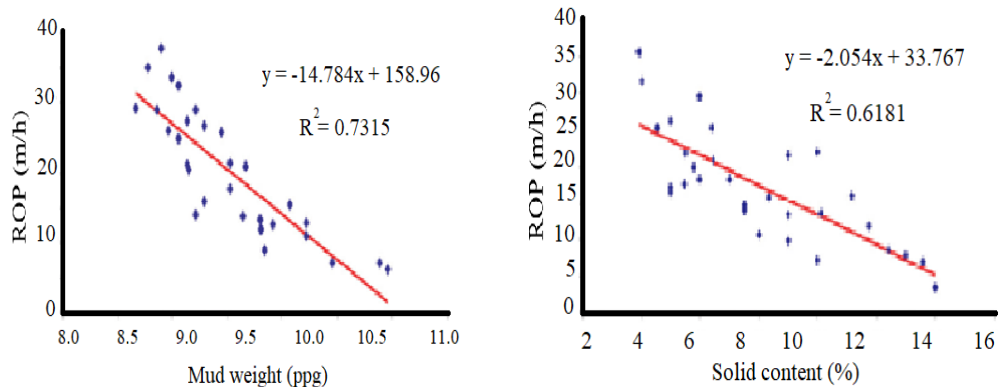 40
30
20
10
0
ROP (m/h)
y = -14.784x + 158.96
R² = 0.7315
8.0 9.0 9.5 10.0 10.5 11.0
Mud weight (ppg)
40
35
30
25
20
15
10
5
0
ROP (m/h)
y = -2.054x + 33.767
R² = 0.6181
2 4 6 8 10 12 14 16
Solid content (%)